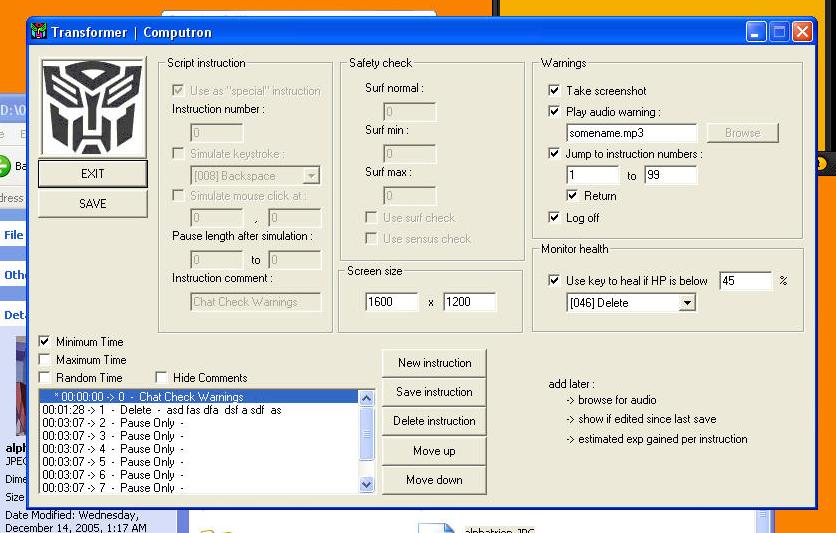 Transformer | Computron
D:\0
EXIT
SAVE
Script instruction
Use as "special" instruction
Instruction number :
0
Simulate keystroke :
[008] Backspace
Simulate mouse click at :
0 , 0
Pause length after simulation :
0 to 0
Instruction comment :
Chat Check Warnings
Safety check
Surf normal :
0
Surf min :
0
Surf max :
0
Use surf check
Use sensus check
Screen size
1600 x 1200
Warnings
Take screenshot
Play audio warning :
somename.mp3 Browse
Jump to instruction numbers :
1 to 99
Return
Log off
Monitor health
Use key to heal if HP is below 45 %
[046] Delete
Minimum Time
Maximum Time
Random Time Hide Comments
* 00:00:00 -> 0 - Chat Check Warnings
00:01:28 -> 1 - Delete - asd fas dfa dsf a sdf as
00:03:07 -> 2 - Pause Only -
00:03:07 -> 3 - Pause Only -
00:03:07 -> 4 - Pause Only -
00:03:07 -> 5 - Pause Only -
00:03:07 -> 6 - Pause Only -
00:03:07 -> 7 - Pause Only -
New instruction
Save instruction
Delete instruction
Move up
Move down
add later :
-> browse for audio
-> show if edited since last save
-> estimated exp gained per instruction
Ba
dress
File
Othe
Deta
alph
JPEG
Dime
Size
Date Modified: Wednesday,
December 14, 2005, 1:17 AM
alphatrion.JPG